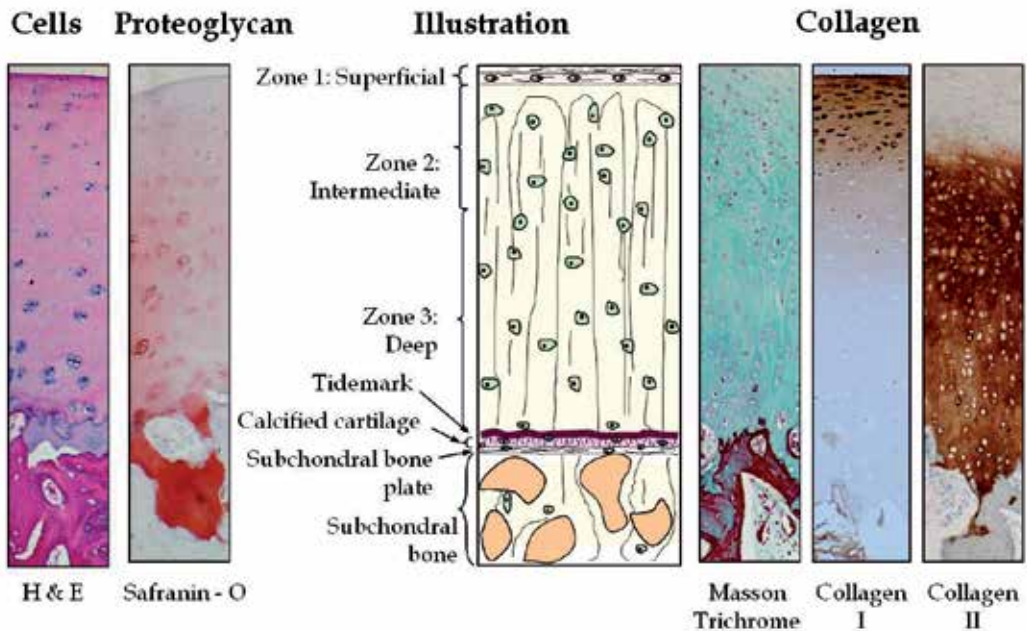 Cells
Proteoglycan
Illustration
Collagen
Zone 1: Superficial
Zone 2:
Intermediate
Zone 3:
Deep
Tidemark
Calcified cartilage
Subchondral bone
plate
Subchondral
bone
H & E
Safranin - O
Masson
Trichrome
Collagen
I
Collagen
II